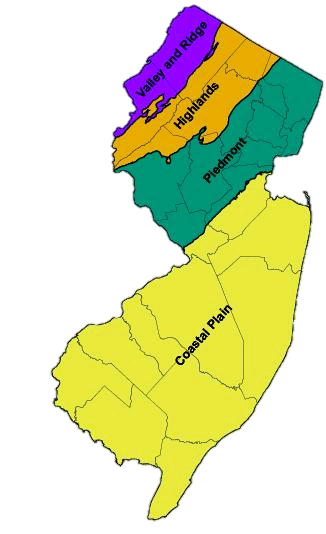 Valley and Ridge
Highlands
Piedmont
Coastal Plain